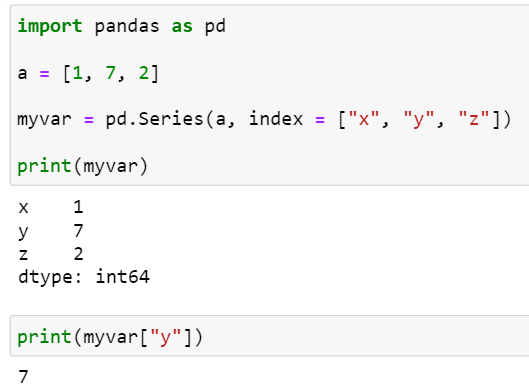 import pandas as pd
a = [1, 7, 2]
myvar = pd.Series(a, index = ["x", "y", "z"])
print(myvar)
x    1
y    7
z    2
dtype: int64
print(myvar["y"])
7